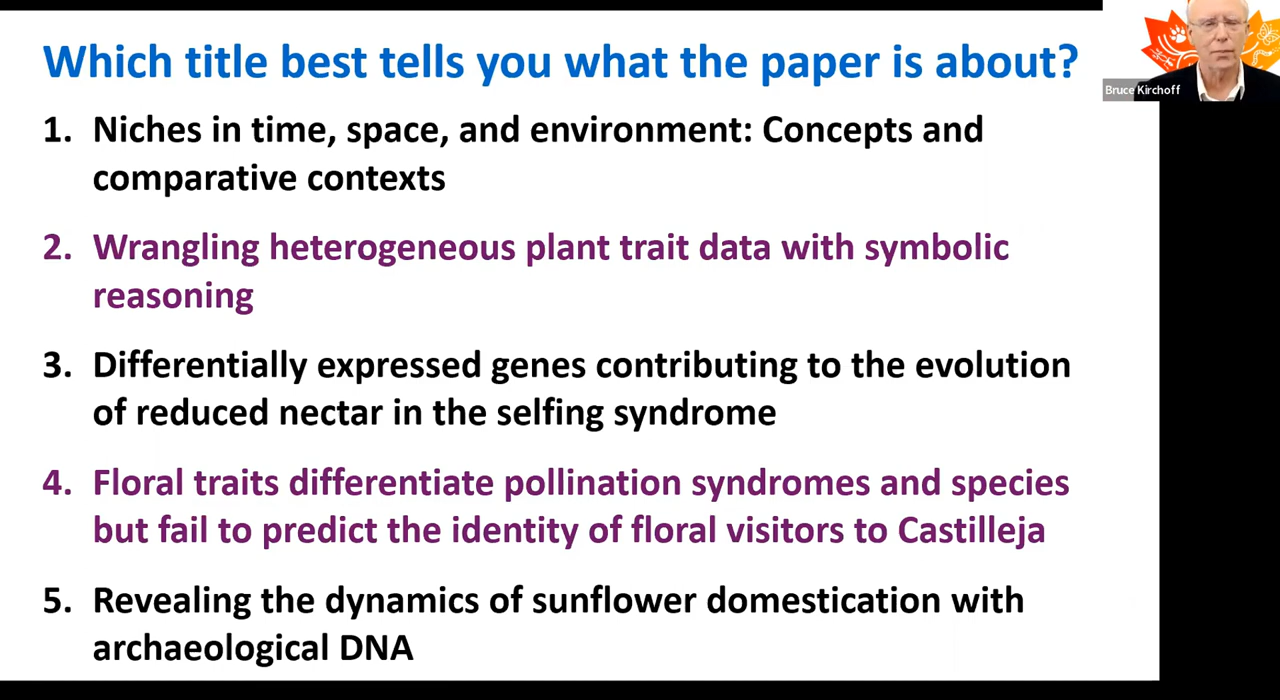 Which title best tells you what the paper is about?
Bruce Kirchoff
1. Niches in time, space, and environment: Concepts and
comparative contexts
2. Wrangling heterogeneous plant trait data with symbolic
reasoning
3. Differentially expressed genes contributing to the evolution
of reduced nectar in the selfing syndrome
4. Floral traits differentiate pollination syndromes and species
but fail to predict the identity of floral visitors to Castilleja
5. Revealing the dynamics of sunflower domestication with
archaeological DNA